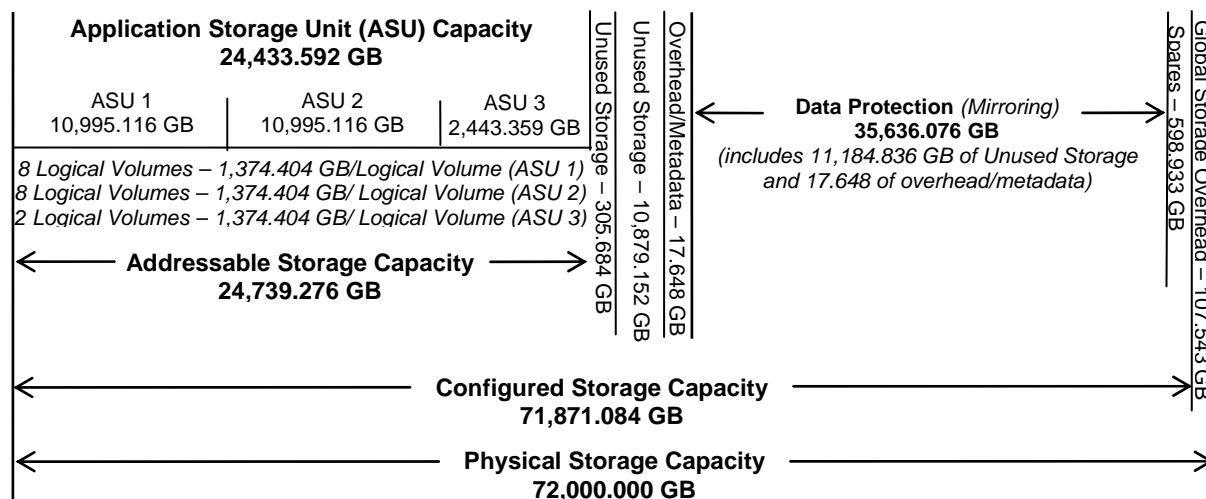 Application Storage Unit (ASU) Capacity
24,433.592 GB
ASU 1
10,995.116 GB
ASU 2
10,995.116 GB
ASU 3
2,443.359 GB
8 Logical Volumes – 1,374.404 GB/Logical Volume (ASU 1)
8 Logical Volumes – 1,374.404 GB/ Logical Volume (ASU 2)
2 Logical Volumes – 1,374.404 GB/ Logical Volume (ASU 3)
Addressable Storage Capacity
24,739.276 GB
Unused Storage – 305.684 GB
Unused Storage – 10,879.152 GB
Overhead/Metadata – 17.648 GB
Data Protection (Mirroring)
35,636.076 GB
(includes 11,184.836 GB of Unused Storage
and 17.648 of overhead/metadata)
Spares – 598.933 GB
Global Storage Overhead – 107.543 GB
Configured Storage Capacity
71,871.084 GB
Physical Storage Capacity
72,000.000 GB